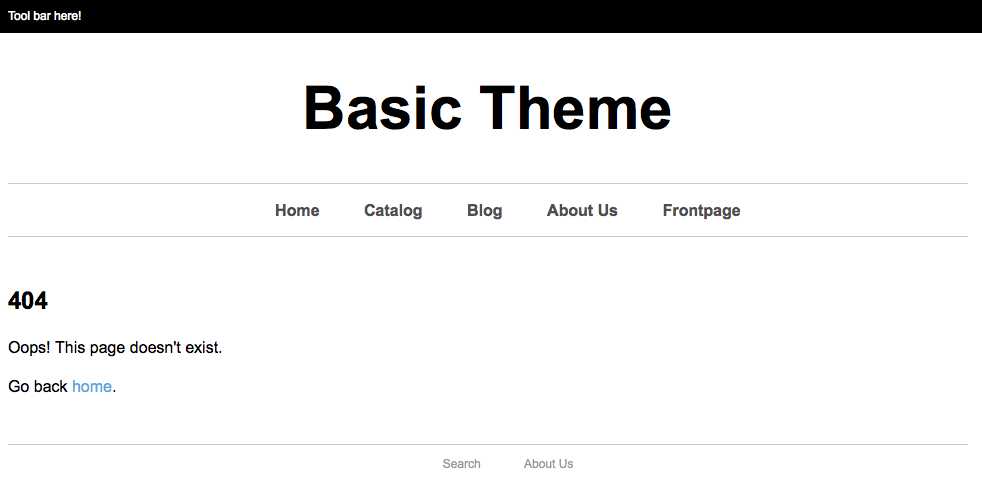 Tool bar here!
Basic Theme
Home Catalog Blog About Us Frontpage
404
Oops! This page doesn't exist.
Go back home.
Search About Us